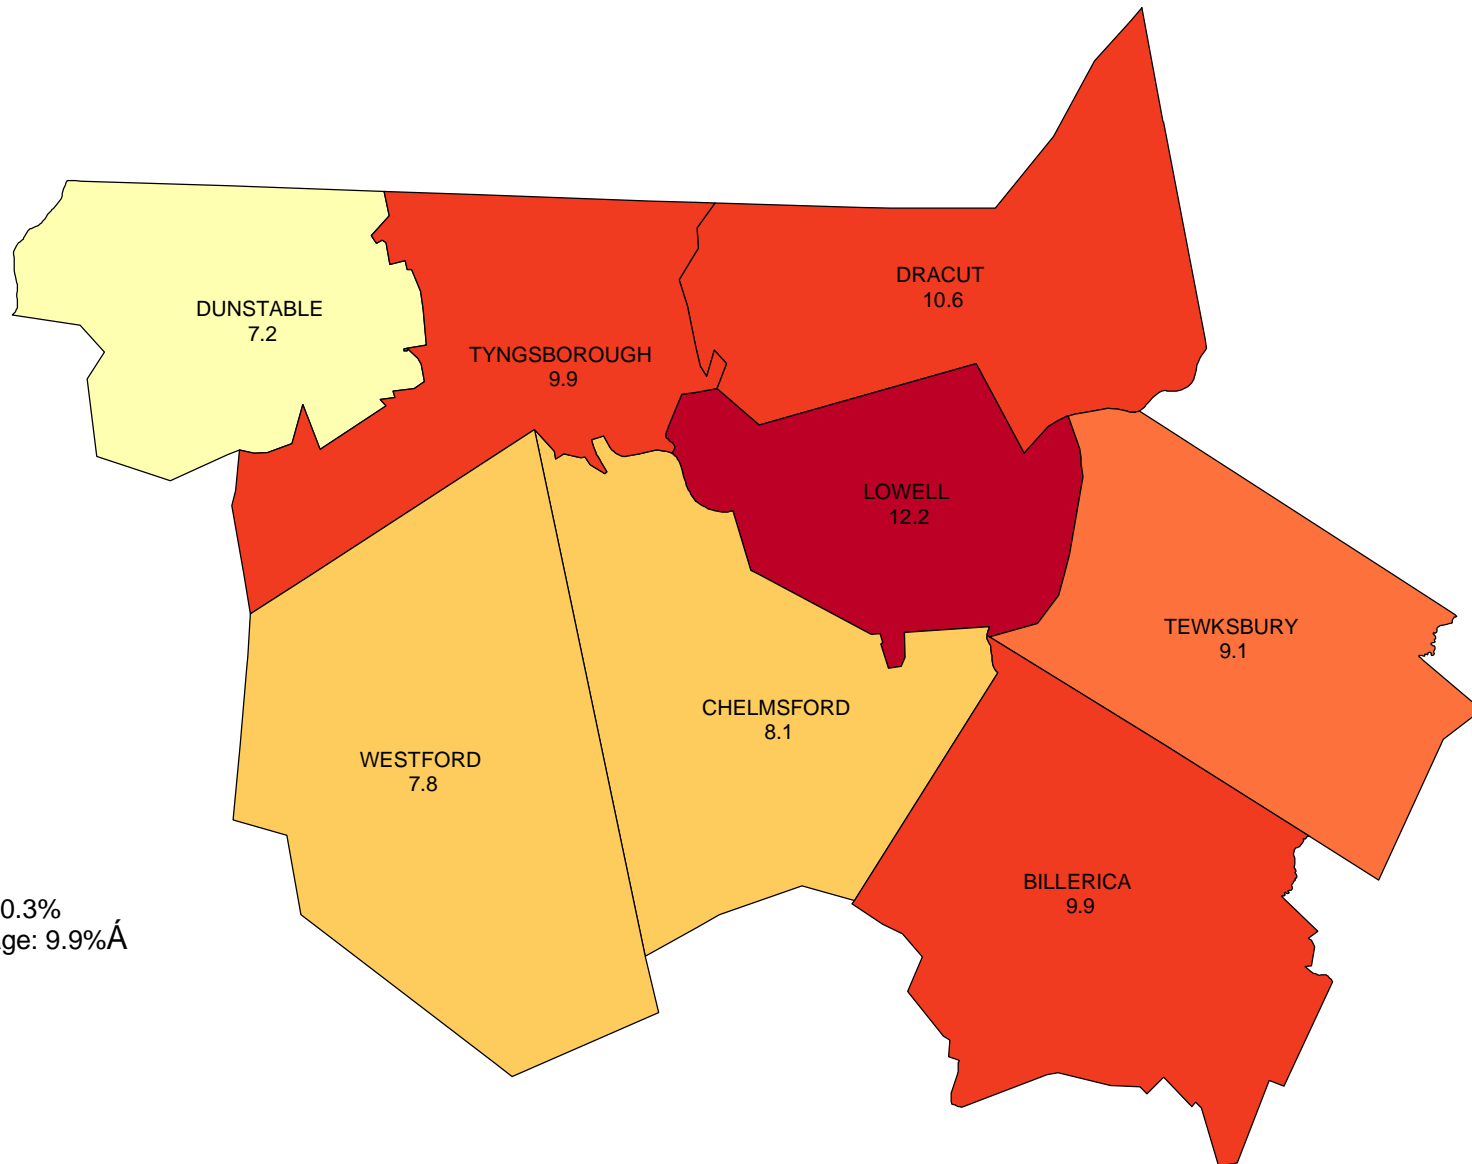 DRACUT
10.6
DUNSTABLE
7.2
TYNGSBOROUGH
9.9
LOWELL
12.2
TEWKSBURY
9.1
CHELMSFORD
8.1
WESTFORD
7.8
BILLERICA
9.9
0.3%
ge: 9.9%Á